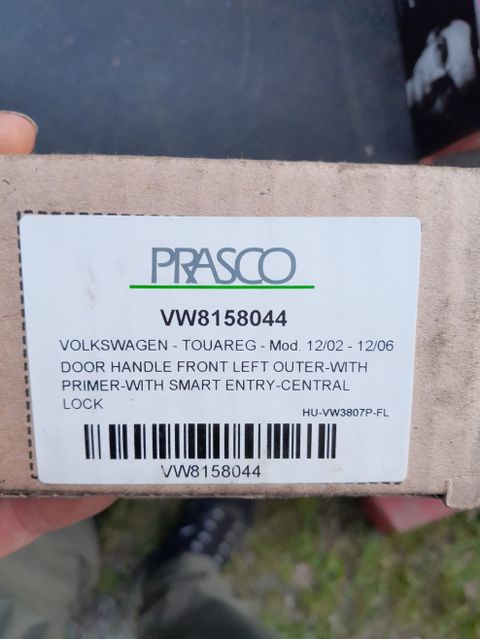 PRASCO
VW8158044
VOLKSWAGEN - TOUAREG - Mod. 12/02 - 12/06
DOOR HANDLE FRONT LEFT OUTER-WITH
PRIMER-WITH SMART ENTRY-CENTRAL
LOCK
HU-VW3807P-FL
VW8158044